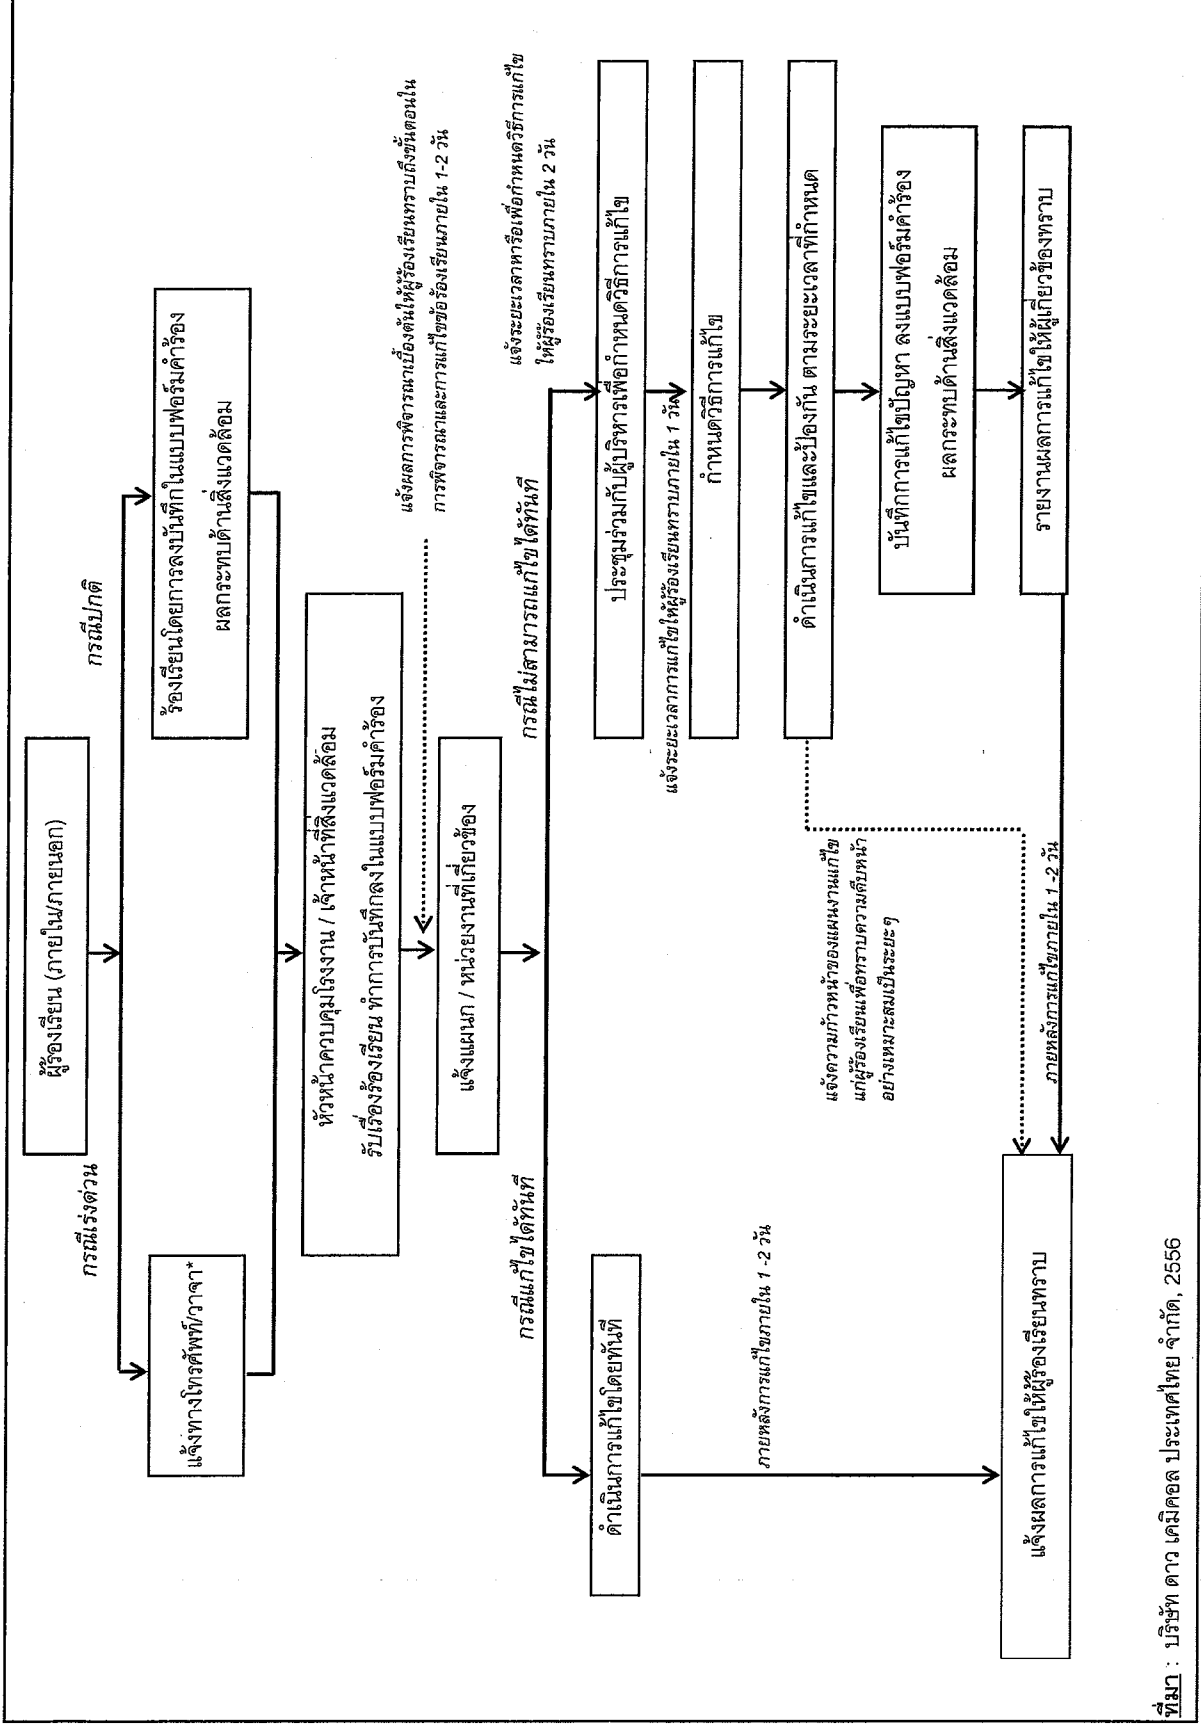 ผู้ร้องเรียน (ภายใน/ภายนอก)
กรณีเร่งด่วน
กรณีปกติ
แจ้งทางโทรศัพท์/วาจา*
ร้องเรียนโดยการลงบันทึกในแบบฟอร์มคำร้อง
ผลกระทบด้านสิ่งแวดล้อม
หัวหน้าควบคุมโรงงาน / เจ้าหน้าที่สิ่งแวดล้อม
รับเรื่องร้องเรียน ทำการบันทึกลงในแบบฟอร์มคำร้อง
แจ้งผลการพิจารณาเบื้องต้นให้ผู้ร้องเรียนทราบถึงขั้นตอนใน
การพิจารณาและการแก้ไขข้อร้องเรียนภายใน 1-2 วัน
แจ้งแผนก / หน่วยงานที่เกี่ยวข้อง
กรณีแก้ไขได้ทันที
กรณีไม่สามารถแก้ไขได้ทันที
แจ้งระยะเวลาหารือเพื่อกำหนดวิธีการแก้ไข
ให้ผู้ร้องเรียนทราบภายใน 2 วัน
ดำเนินการแก้ไขโดยทันที
ประชุมร่วมกับผู้บริหารเพื่อกำหนดวิธีการแก้ไข
แจ้งระยะเวลาการแก้ไขให้ผู้ร้องเรียนทราบภายใน 1 วัน
กำหนดวิธีการแก้ไข
ภายหลังการแก้ไขภายใน 1 -2 วัน
ดำเนินการแก้ไขและป้องกัน ตามระยะเวลาที่กำหนด
แจ้งความก้าวหน้าของแผนงานแก้ไข
แก่ผู้ร้องเรียนเพื่อทราบความคืบหน้า
อย่างเหมาะสมเป็นระยะๆ
บันทึกการแก้ไขปัญหา ลงแบบฟอร์มคำร้อง
ผลกระทบด้านสิ่งแวดล้อม
รายงานผลการแก้ไขให้ผู้เกี่ยวข้องทราบ
ภายหลังการแก้ไขภายใน 1 -2 วัน
แจ้งผลการแก้ไขให้ผู้ร้องเรียนทราบ
ที่มา : บริษัท ดาว เคมิคอล ประเทศไทย จำกัด, 2556